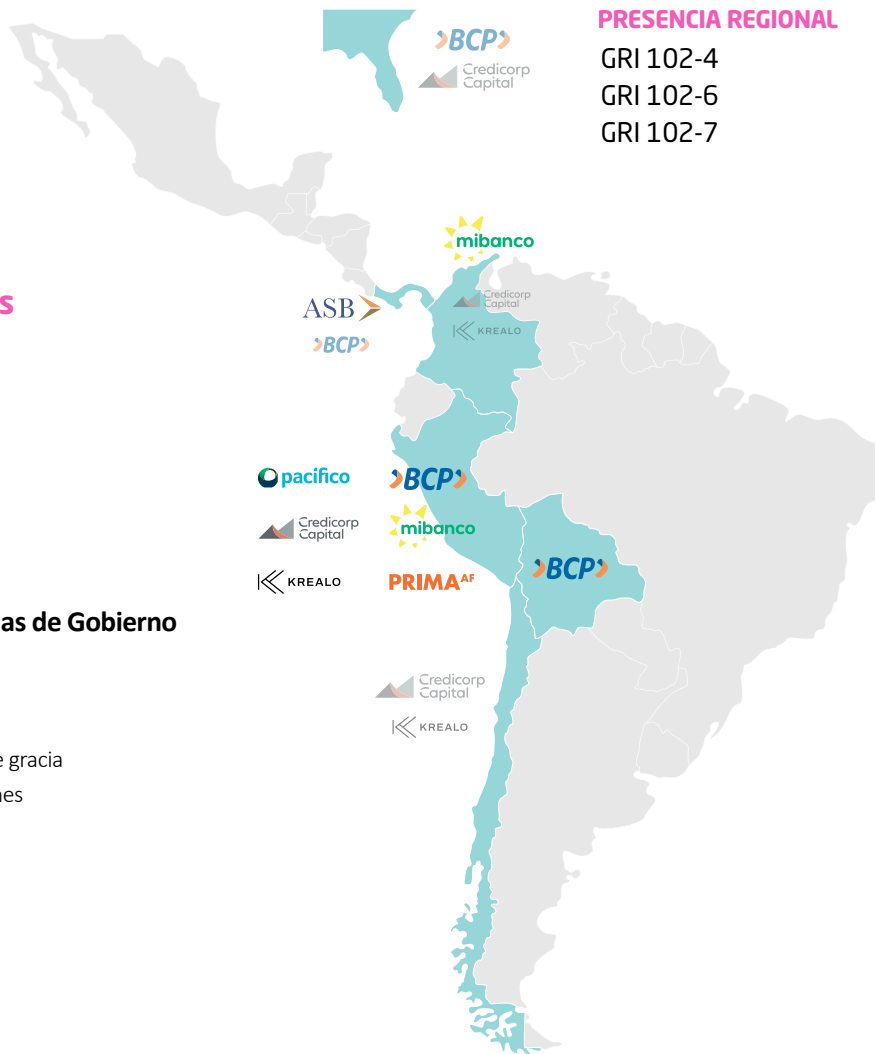 PRESENCIA REGIONAL
GRI 102-4
GRI 102-6
GRI 102-7
BCP
Credicorp
Capital
mibanco
Credicorp
Capital
KREALO
s
ASB
BCP
pacífico
BCP
Credicorp
Capital
mibanco
KREALO
PRIMA AF
BCP
as de Gobierno
Credicorp
Capital
KREALO
e gracia
nes